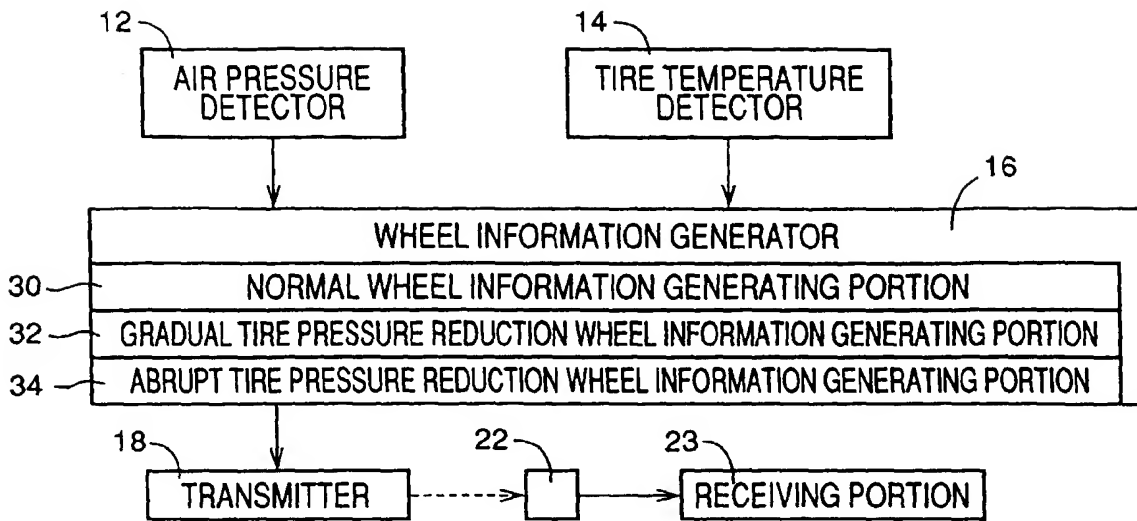 12
AIR PRESSURE
DETECTOR
14
TIRE TEMPERATURE
DETECTOR
16
WHEEL INFORMATION GENERATOR
30
NORMAL WHEEL INFORMATION GENERATING PORTION
32
GRADUAL TIRE PRESSURE REDUCTION WHEEL INFORMATION GENERATING PORTION
34
ABRUPT TIRE PRESSURE REDUCTION WHEEL INFORMATION GENERATING PORTION
18
TRANSMITTER
22
23
RECEIVING PORTION